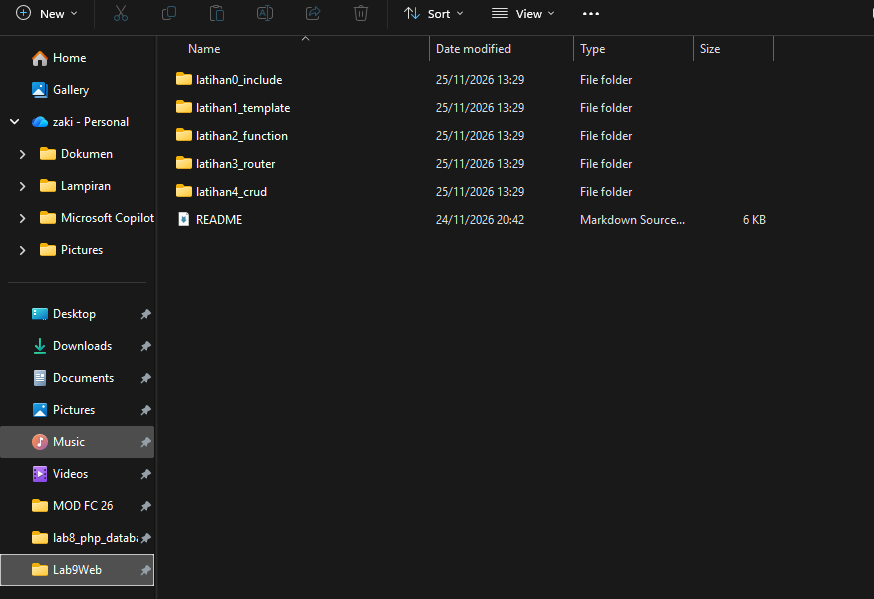 New Sort View
Name Date modified Type Size
Home
Gallery
zaki - Personal
Dokumen
Lampiran
Microsoft Copilot
Pictures
Desktop
Downloads
Documents
Pictures
Music
Videos
MOD FC 26
lab8_php_datab
Lab9Web
latihan0_include 25/11/2026 13:29 File folder
latihan1_template 25/11/2026 13:29 File folder
latihan2_function 25/11/2026 13:29 File folder
latihan3_router 25/11/2026 13:29 File folder
latihan4_crud 25/11/2026 13:29 File folder
README 24/11/2026 20:42 Markdown Source... 6 KB